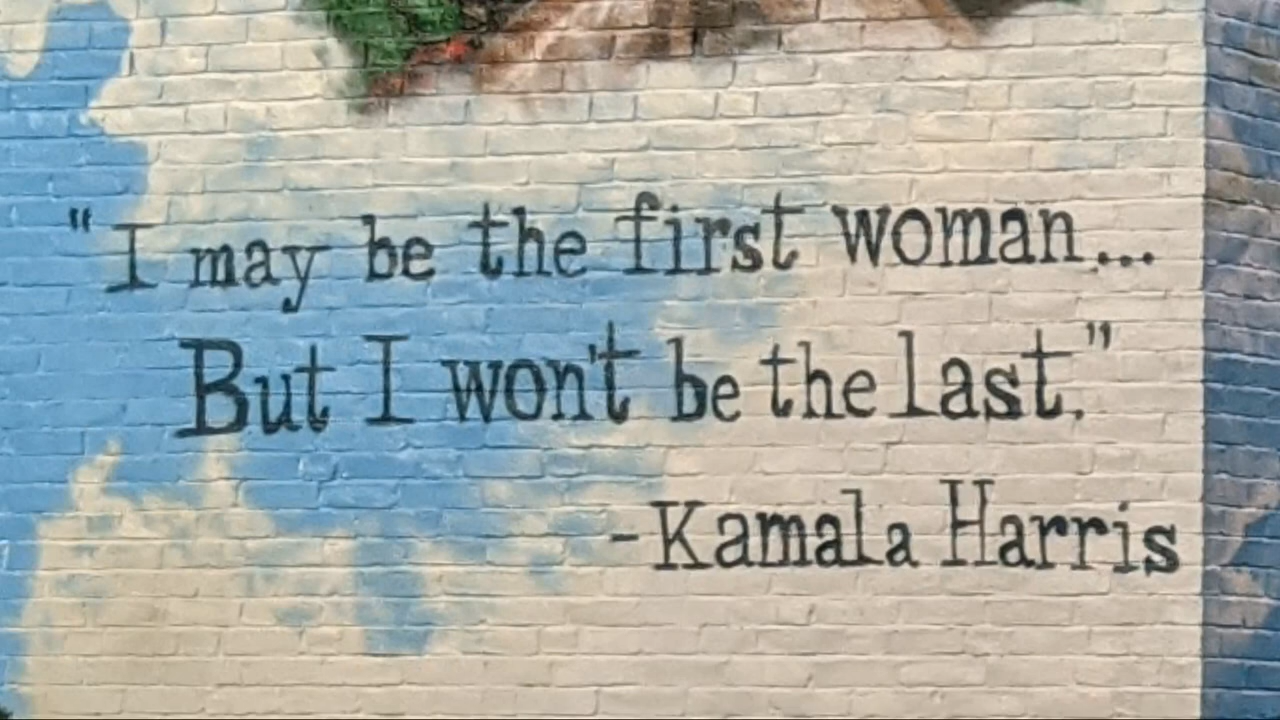 "I may be the first woman...
But I won't be the last."
-Kamala Harris